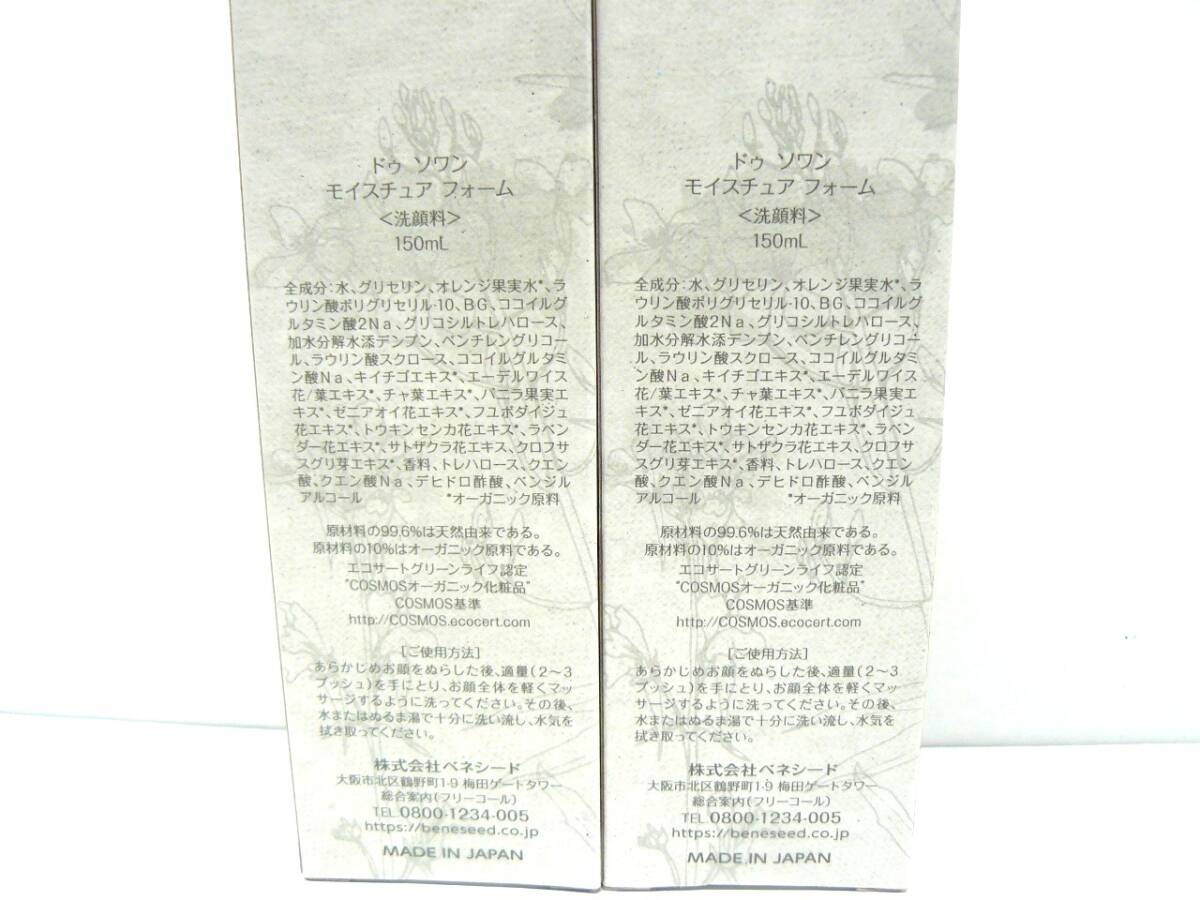 ドゥ ソワン
モイスチュア フォーム
＜洗顔料＞
150mL
全成分：水、グリセリン、オレンジ果実水*、ラ
ウリン酸ポリグリセリル-10、BG、ココイルグ
ルタミン酸2Na、グリコシルトレハロース、
加水分解水添デンプン、ペンチレングリコー
ル、ラウリン酸スクロース、ココイルグルタミ
ン酸Na、キイチゴエキス*、エーデルワイス
花/葉エキス*、チャ葉エキス*、バニラ果実エ
キス*、ゼニアオイ花エキス*、フユボダイジュ
花エキス*、トウキンセンカ花エキス*、ラベン
ダー花エキス*、サトザクラ花エキス、クロフサ
スグリ芽エキス*、香料、トレハロース、クエン
酸、クエン酸Na、デヒドロ酢酸、ベンジル
アルコール *オーガニック原料
原材料の99.6%は天然由来である。
原材料の10%はオーガニック原料である。
エコサートグリーンライフ認定
"COSMOSオーガニック化粧品"
COSMOS基準
http://COSMOS.ecocert.com
［ご使用方法］
あらかじめお顔をぬらした後、適量（2～3
プッシュ）を手にとり、お顔全体を軽くマッ
サージするように洗ってください。その後、
水またはぬるま湯で十分に洗い流し、水気を
拭き取ってください。
株式会社ベネシード
大阪市北区鶴野町1-9 梅田ゲートタワー
総合案内（フリーコール）
TEL.0800-1234-005
https://beneseed.co.jp
MADE IN JAPAN
ドゥ ソワン
モイスチュア フォーム
＜洗顔料＞
150mL
全成分：水、グリセリン、オレンジ果実水*、ラ
ウリン酸ポリグリセリル-10、BG、ココイルグ
ルタミン酸2Na、グリコシルトレハロース、
加水分解水添デンプン、ペンチレングリコー
ル、ラウリン酸スクロース、ココイルグルタミ
ン酸Na、キイチゴエキス*、エーデルワイス
花/葉エキス*、チャ葉エキス*、バニラ果実エ
キス*、ゼニアオイ花エキス*、フユボダイジュ
花エキス*、トウキンセンカ花エキス*、ラベン
ダー花エキス*、サトザクラ花エキス、クロフサ
スグリ芽エキス*、香料、トレハロース、クエン
酸、クエン酸Na、デヒドロ酢酸、ベンジル
アルコール *オーガニック原料
原材料の99.6%は天然由来である。
原材料の10%はオーガニック原料である。
エコサートグリーンライフ認定
"COSMOSオーガニック化粧品"
COSMOS基準
http://COSMOS.ecocert.com
［ご使用方法］
あらかじめお顔をぬらした後、適量（2～3
プッシュ）を手にとり、お顔全体を軽くマッ
サージするように洗ってください。その後、
水またはぬるま湯で十分に洗い流し、水気を
拭き取ってください。
株式会社ベネシード
大阪市北区鶴野町1-9 梅田ゲートタワー
総合案内（フリーコール）
TEL.0800-1234-005
https://beneseed.co.jp
MADE IN JAPAN